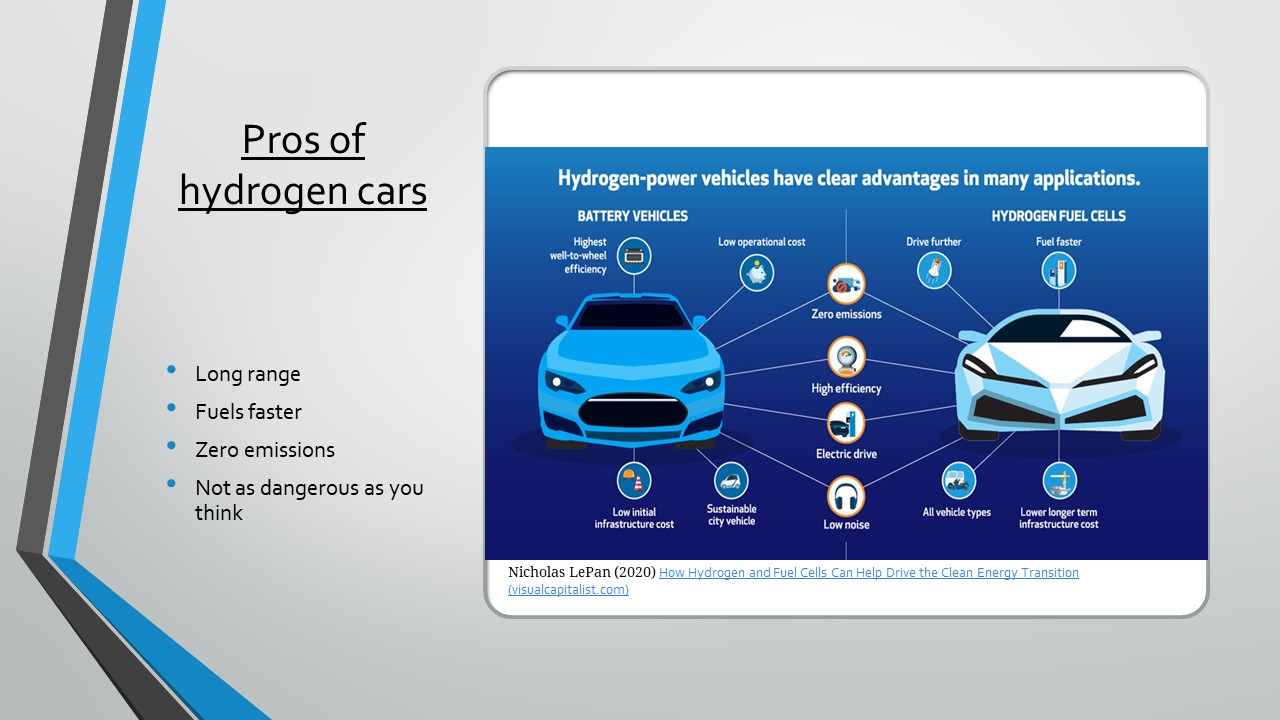 Pros of
hydrogen cars
Long range
Fuels faster
Zero emissions
Not as dangerous as you
think
Hydrogen-power vehicles have clear advantages in many applications.
BATTERY VEHICLES
HYDROGEN FUEL CELLS
Highest
well-to-wheel
efficiency
Low operational cost
Drive further
Fuel faster
Zero emissions
High efficiency
Electric drive
Low noise
Low initial
infrastructure cost
Sustainable
city vehicle
All vehicle types
Lower longer term
infrastructure cost
Nicholas LePan (2020) How Hydrogen and Fuel Cells Can Help Drive the Clean Energy Transition
(visualcapitalist.com)